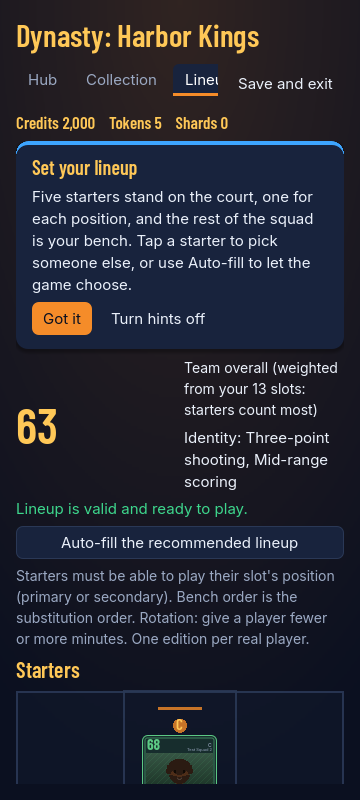 Dynasty: Harbor Kings
Hub Collection Lineu Save and exit
Credits 2,000 Tokens 5 Shards 0
Set your lineup
Five starters stand on the court, one for
each position, and the rest of the squad
is your bench. Tap a starter to pick
someone else, or use Auto-fill to let the
game choose.
Got it Turn hints off
63
Team overall (weighted
from your 13 slots:
starters count most)
Identity: Three-point
shooting, Mid-range
scoring
Lineup is valid and ready to play.
Auto-fill the recommended lineup
Starters must be able to play their slot's position
(primary or secondary). Bench order is the
substitution order. Rotation: give a player fewer
or more minutes. One edition per real player.
Starters
C
68
C